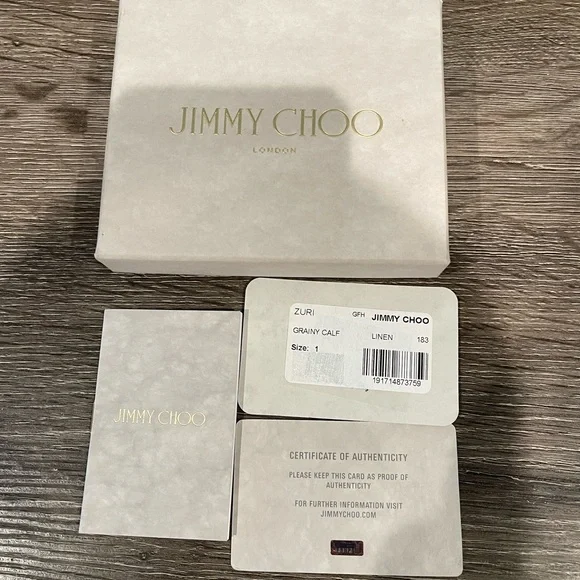 JIMMY CHOO
LONDON
ZURI GFH JIMMY CHOO
GRAINY CALF LINEN 183
Size: 1
191714873759
JIMMY CHOO
CERTIFICATE OF AUTHENTICITY
PLEASE KEEP THIS CARD AS PROOF OF
AUTHENTICITY
FOR FURTHER INFORMATION VISIT
JIMMYCHOO.COM